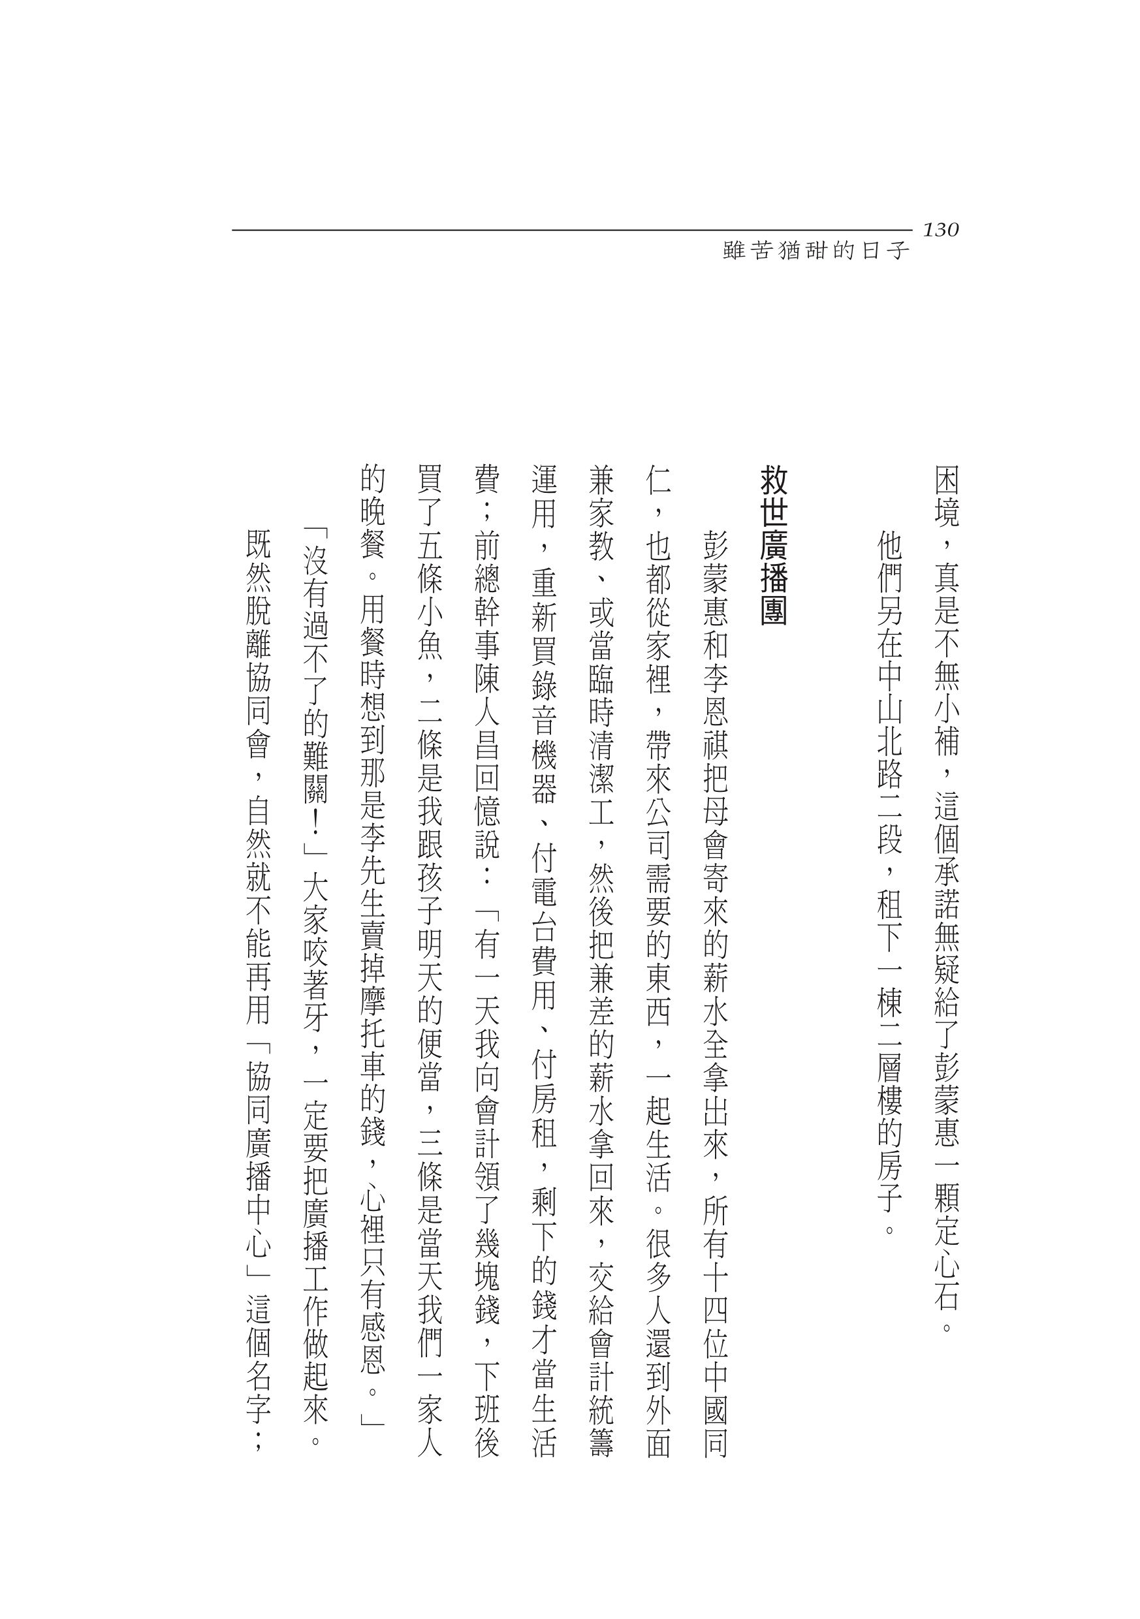 130
雖苦猶甜的日子
困境，真是不無小補，這個承諾無疑給了彭蒙惠一顆定心石。
他們另在中山北路二段，租下一棟二層樓的房子。
救世廣播團
彭蒙惠和李恩祺把母會寄來的薪水全拿出來，所有十四位中國同
仁，也都從家裡，帶來公司需要的東西，一起生活。很多人還到外面
兼家教、或當臨時清潔工，然後把兼差的薪水拿回來，交給會計統籌
運用，重新買錄音機器、付電台費用、付房租，剩下的錢才當生活
費；前總幹事陳人昌回憶說：「有一天我向會計領了幾塊錢，下班後
買了五條小魚，二條是我跟孩子明天的便當，三條是當天我們一家人
的晚餐。用餐時想到那是李先生賣掉摩托車的錢，心裡只有感恩。」
「沒有過不了的難關！」大家咬著牙，一定要把廣播工作做起來。
既然脫離協同會，自然就不能再用「協同廣播中心」這個名字；